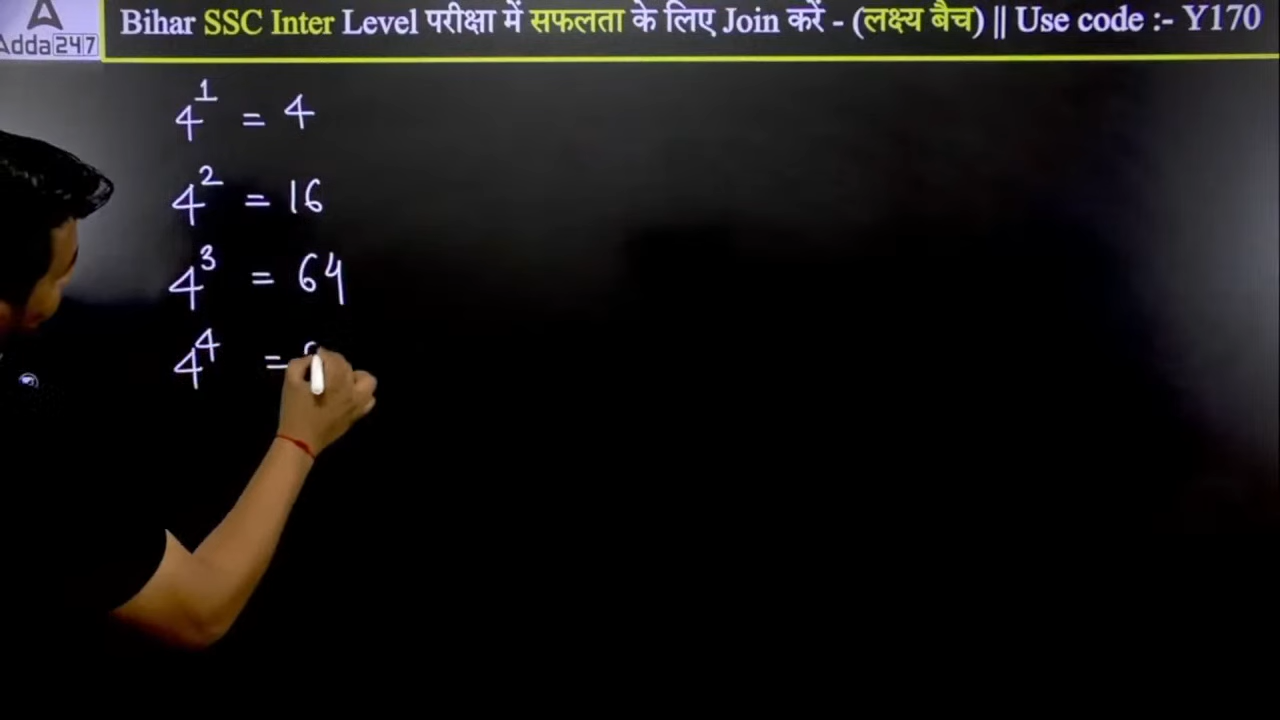 Adda247
Bihar SSC Inter Level परीक्षा में सफलता के लिए Join करें - (लक्ष्य बैच) || Use code :- Y170
4¹ = 4
4² = 16
4³ = 64
4⁴ =